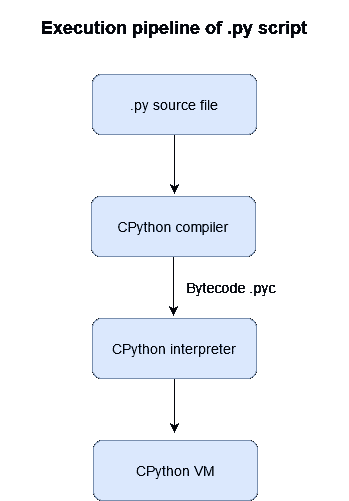 Execution pipeline of .py script
.py source file
CPython compiler
Bytecode .pyc
CPython interpreter
CPython VM